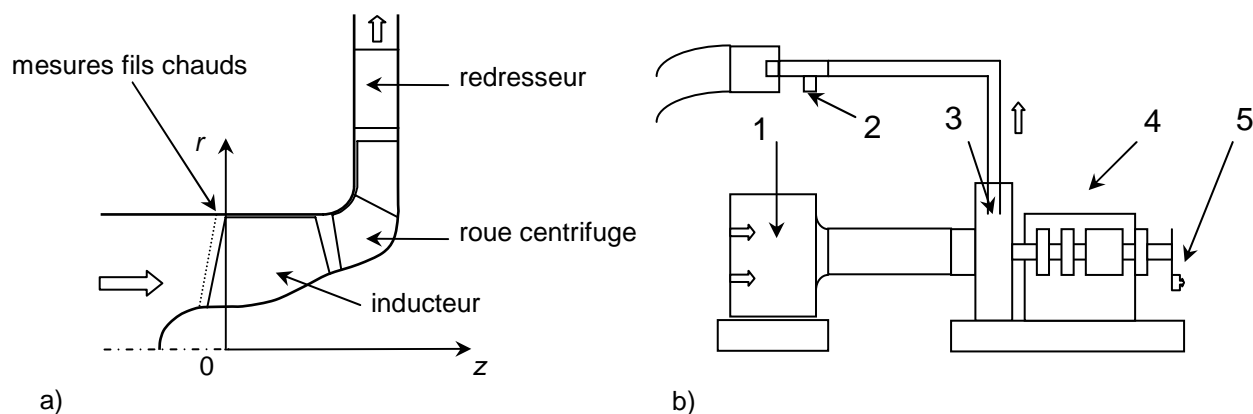 mesures fils chauds
redresseur
r
roue centrifuge
inducteur
0
z
a)
1
2
3
4
5
b)